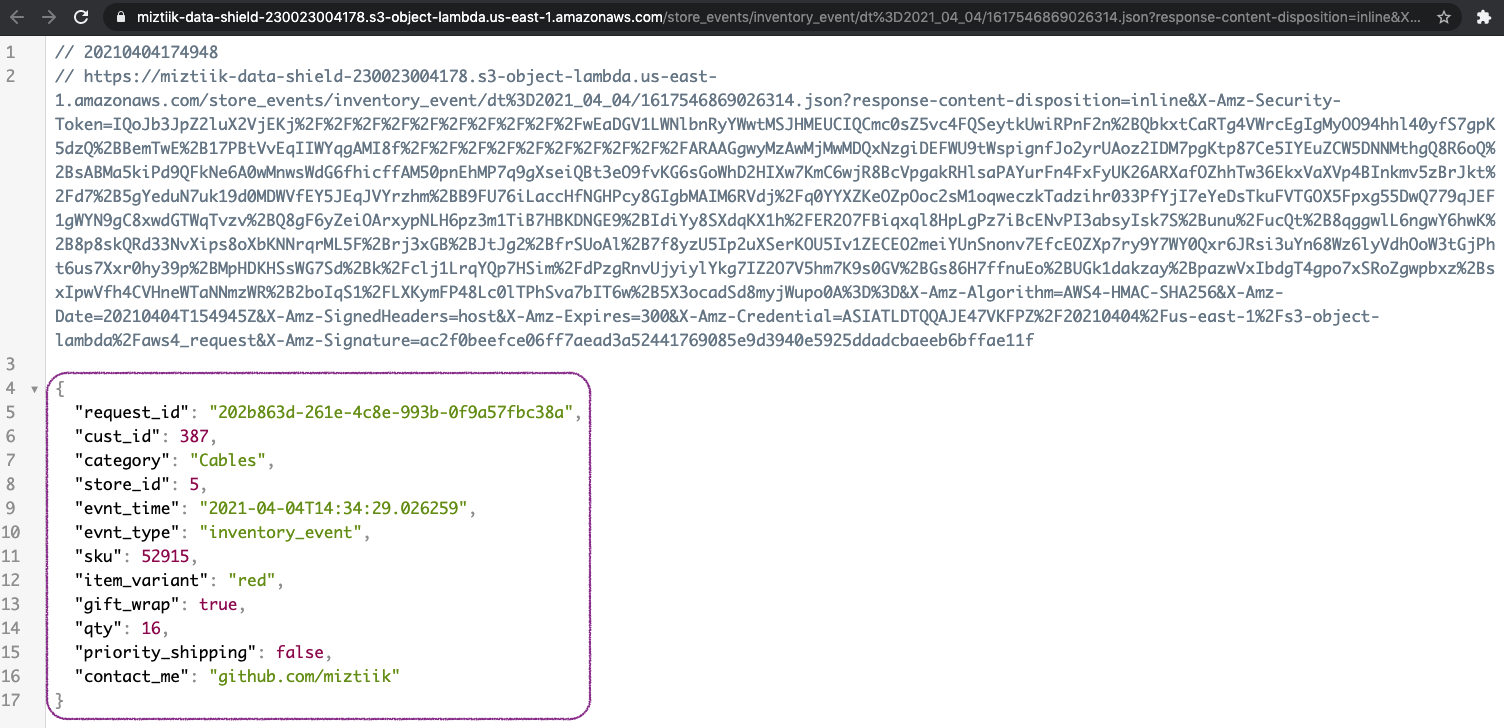 miztiik-data-shield-230023004178.s3-object-lambda.us-east-1.amazonaws.com/store_events/inventory_event/dt%3D2021_04_04/1617546869026314.json?response-content-disposition=inline&X...
1 // 20210404174948
2 // https://miztiik-data-shield-230023004178.s3-object-lambda.us-east-
1.amazonaws.com/store_events/inventory_event/dt%3D2021_04_04/1617546869026314.json?response-content-disposition=inline&X-Amz-Security-
Token=IQoJb3JpZ2luX2VjEKj%2F%2F%2F%2F%2F%2F%2F%2F%2F%2FwEaDGV1LWNlbnRyYWwtMSJHMEUCIQCmc0sZ5vc4FQSeytkUwiRPnF2n%2BQbkxtCaRTg4VWrcEgIgMyOO94hhl40yfS7gpK
5dzQ%2BBemTwE%2B17PBtVvEqIIWYqgAMI8f%2F%2F%2F%2F%2F%2F%2F%2F%2F%2FARAAGgwyMzAwMjMwMDQxNzgiDEFWU9tWspignfJo2yrUAoz2IDM7pgKtp87Ce5IYEuZCW5DNNMthgQ8R6oQ%
2BsABMa5kiPd9QFkNe6A0wMnwsWdG6fhicffAM50pnEhMP7q9gXseiQBt3eO9fvKG6sGoWhD2HIXw7KmC6wjR8BcVpgakRHlsaPAYurFn4FxFyUK26ARXafOZhhTw36EkxVaXVp4BInkmv5zBrJkt%
2Fd7%2B5gYeduN7uk19d0MDWVfEY5JEqJVYrzhm%2BB9FU76iLaccHfNGHPcy8GIgbMAIM6RVdj%2Fq0YYXZKeOZpOoc2sM1oqweczkTadzihr033PfYjI7eYeDsTkuFVTGOX5Fpxg55DwQ779qJEF
1gWYN9gC8xwdGTWqTvzv%2BQ8gF6yZeiOArxypNLH6pz3m1TiB7HBKDNGE9%2BIdiYy8SXdqKX1h%2FER2O7FBiqxql8HpLgPz7iBcENvPI3absyIsk7S%2Bunu%2FucQt%2B8qggwlL6ngwY6hwK%
2B8p8skQRd33NvXips8oXbKNNrqrML5F%2Brj3xGB%2BJtJg2%2BfrSUoAl%2B7f8yzU5Ip2uXSerKOU5Iv1ZECEO2meiYUnSnonv7EfcEOZXp7ry9Y7WY0Qxr6JRsi3uYn68Wz6lyVdhOoW3tGjPh
t6us7Xxr0hy39p%2BMpHDKHSsWG7Sd%2Bk%2Fclj1LrqYQp7HSim%2FdPzgRnvUjyiylYkg7IZ2O7V5hm7K9s0GV%2BGs86H7ffnuEo%2BUGk1dakzay%2BpazwVxIbdgT4gpo7xSRoZgwpbxz%2Bs
xIpwVfh4CVHneWTaNNmzWR%2B2boIqS1%2FLXKymFP48Lc0lTPhSva7bIT6w%2B5X3ocadSd8myjWupo0A%3D%3D&X-Amz-Algorithm=AWS4-HMAC-SHA256&X-Amz-
Date=20210404T154945Z&X-Amz-SignedHeaders=host&X-Amz-Expires=300&X-Amz-Credential=ASIATLDTQQAJE47VKFPZ%2F20210404%2Fus-east-1%2Fs3-object-
lambda%2Faws4_request&X-Amz-Signature=ac2f0beefce06ff7aead3a52441769085e9d3940e5925ddadcbaeeb6bffae11f
3
4 {
5 "request_id": "202b863d-261e-4c8e-993b-0f9a57fbc38a",
6 "cust_id": 387,
7 "category": "Cables",
8 "store_id": 5,
9 "evnt_time": "2021-04-04T14:34:29.026259",
10 "evnt_type": "inventory_event",
11 "sku": 52915,
12 "item_variant": "red",
13 "gift_wrap": true,
14 "qty": 16,
15 "priority_shipping": false,
16 "contact_me": "github.com/miztiik"
17 }